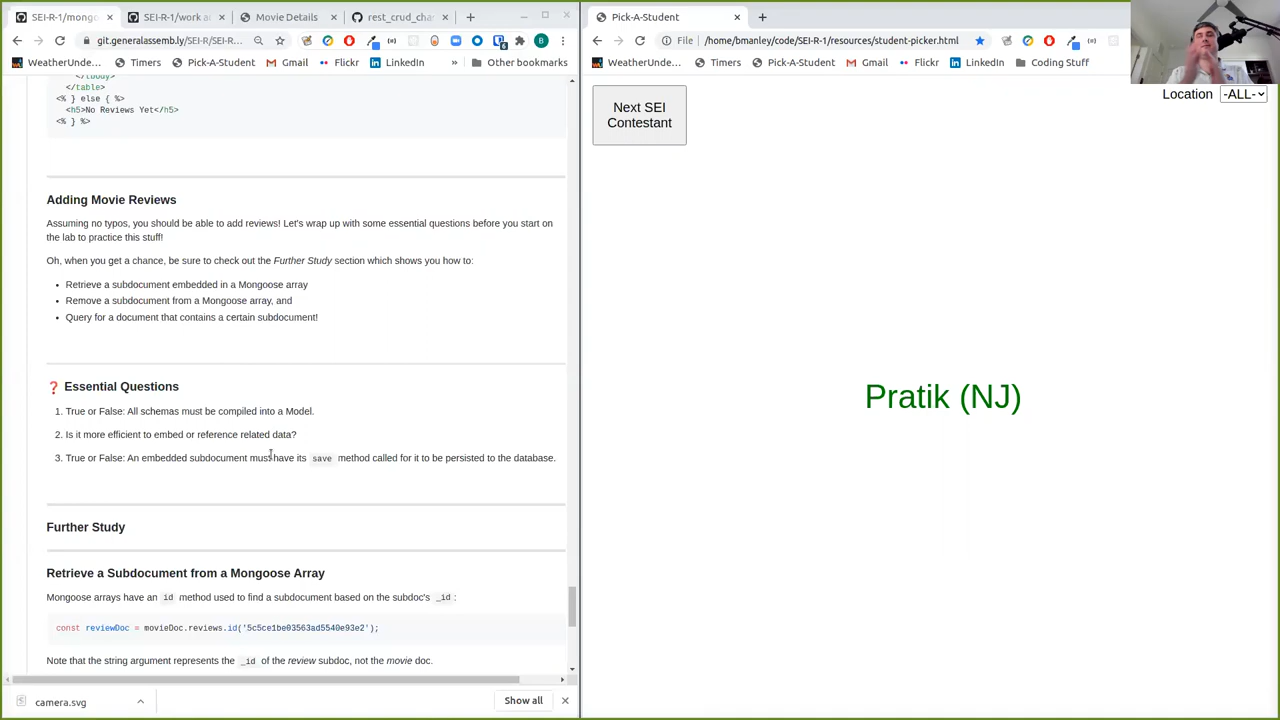 SEI-R-1/mongo
SEI-R-1/work a
Movie Details
rest_crud_cha
git.generalassemb.ly/SEI-R/SEI-R...
WeatherUnde...
Timers
Pick-A-Student
Gmail
Flickr
LinkedIn
»
Other bookmarks
</tbody>
</table>
<% } else { %>
<h5>No Reviews Yet</h5>
<% } %>
Adding Movie Reviews
Assuming no typos, you should be able to add reviews! Let's wrap up with some essential questions before you start on
the lab to practice this stuff!
Oh, when you get a chance, be sure to check out the Further Study section which shows you how to:
• Retrieve a subdocument embedded in a Mongoose array
• Remove a subdocument from a Mongoose array, and
• Query for a document that contains a certain subdocument!
❓ Essential Questions
1. True or False: All schemas must be compiled into a Model.
2. Is it more efficient to embed or reference related data?
3. True or False: An embedded subdocument must have its save method called for it to be persisted to the database.
Further Study
Retrieve a Subdocument from a Mongoose Array
Mongoose arrays have an id method used to find a subdocument based on the subdoc's _id :
const reviewDoc = movieDoc.reviews.id('5c5ce1be03563ad5540e93e2');
Note that the string argument represents the _id of the review subdoc, not the movie doc.
camera.svg
Show all
Pick-A-Student
File
/home/bmanley/code/SEI-R-1/resources/student-picker.html
WeatherUnde...
Timers
Pick-A-Student
Gmail
Flickr
LinkedIn
Coding Stuff
Next SEI
Contestant
Location -ALL-
Pratik (NJ)